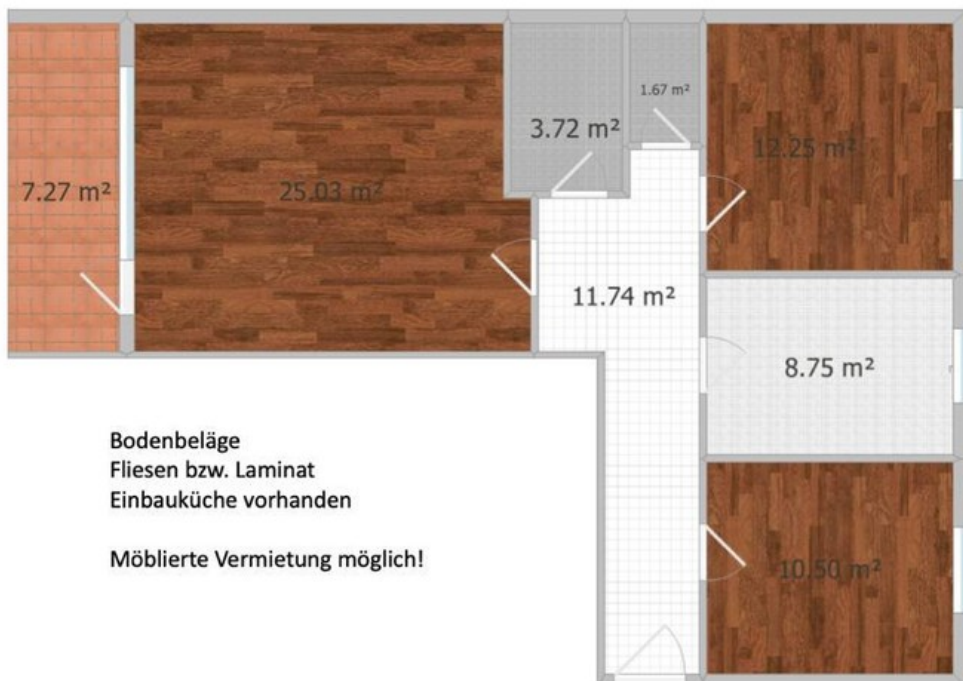 7.27 m²
25.03 m²
3.72 m²
1.67 m²
12.25 m²
11.74 m²
8.75 m²
10.50 m²
Bodenbeläge
Fliesen bzw. Laminat
Einbauküche vorhanden
Möblierte Vermietung möglich!